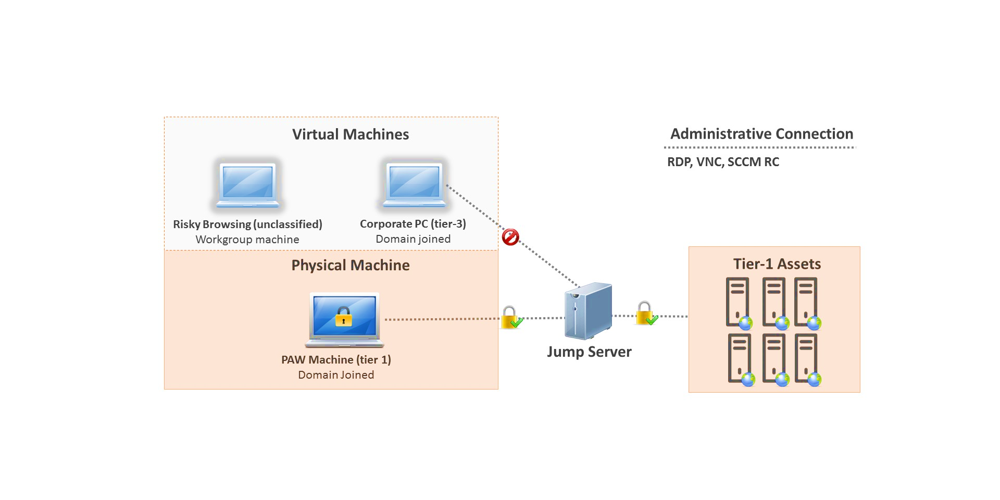 Virtual Machines
Risky Browsing (unclassified)
Workgroup machine
Corporate PC (tier-3)
Domain joined
Physical Machine
PAW Machine (tier 1)
Domain Joined
Jump Server
Administrative Connection
RDP, VNC, SCCM RC
Tier-1 Assets